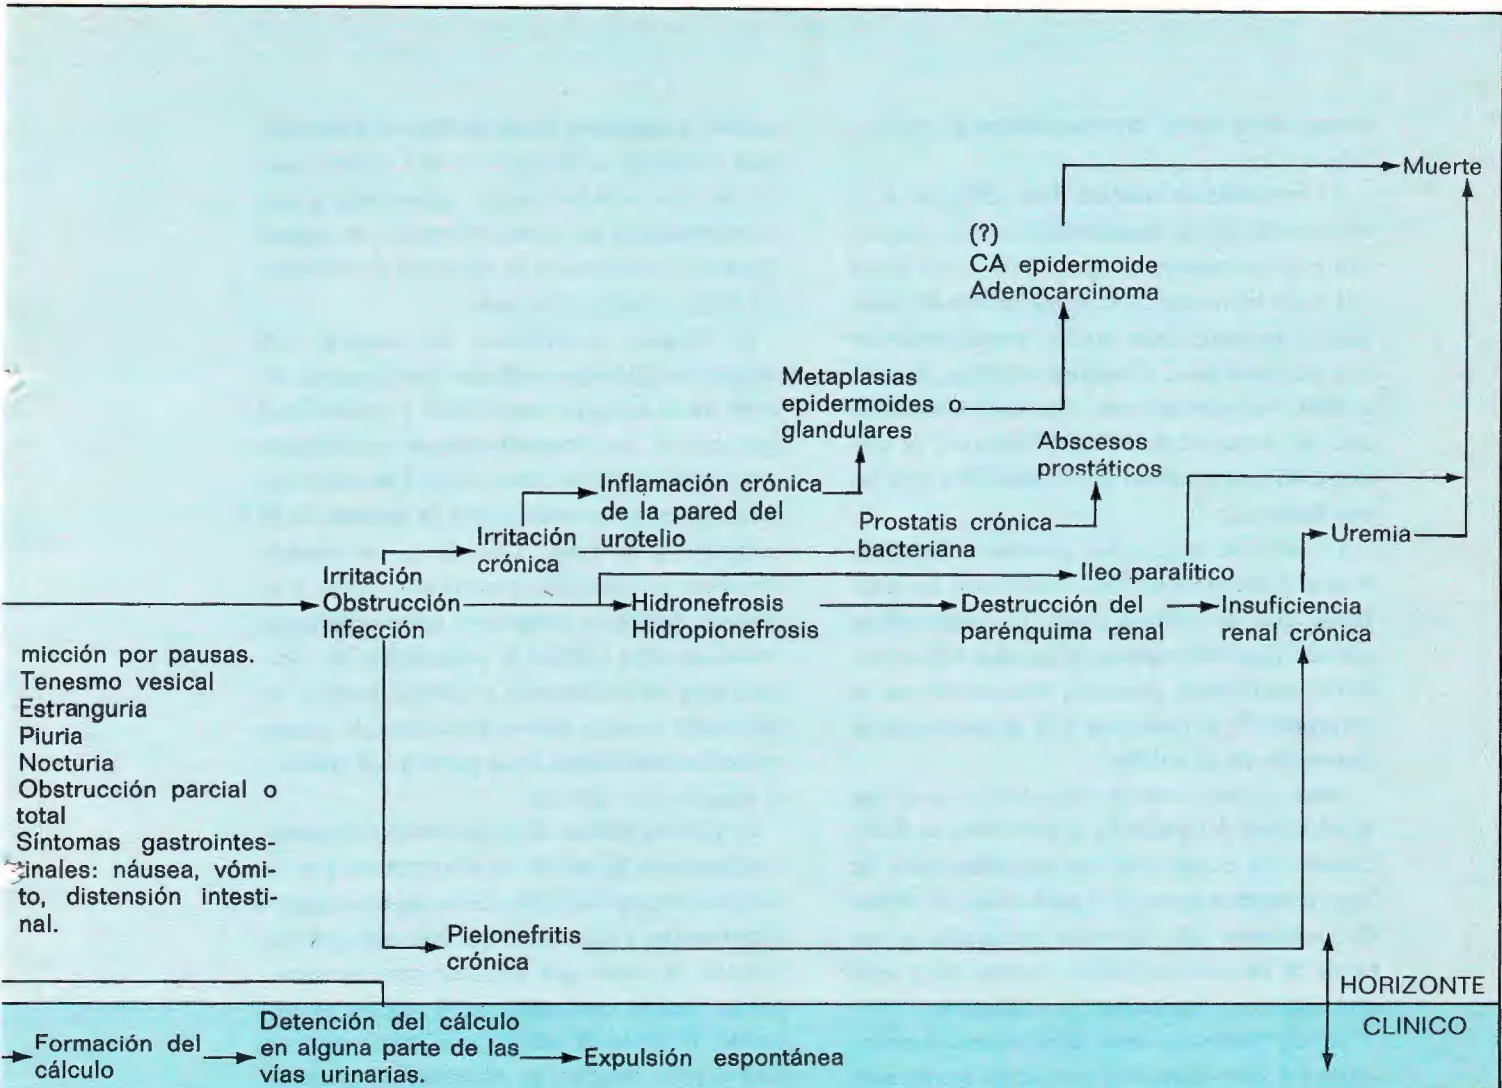 Muerte
(?)
CA epidermoide
Adenocarcinoma
Metaplasias
epidermoides o
glandulares
Abscesos
prostáticos
Inflamación crónica
de la pared del
urotelio
Prostatis crónica
bacteriana
Irritación
crónica
Uremia
Ileo paralítico
Irritación
Obstrucción
Infección
Hidronefrosis
Hidropionefrosis
Destrucción del
parénquima renal
Insuficiencia
renal crónica
micción por pausas.
Tenesmo vesical
Estranguria
Piuria
Nocturia
Obstrucción parcial o
total
Síntomas gastrointes-
tinales: náusea, vómi-
to, distensión intesti-
nal.
Pielonefritis
crónica
HORIZONTE
CLINICO
Formación del
cálculo
Detención del cálculo
en alguna parte de las
vías urinarias.
Expulsión espontánea